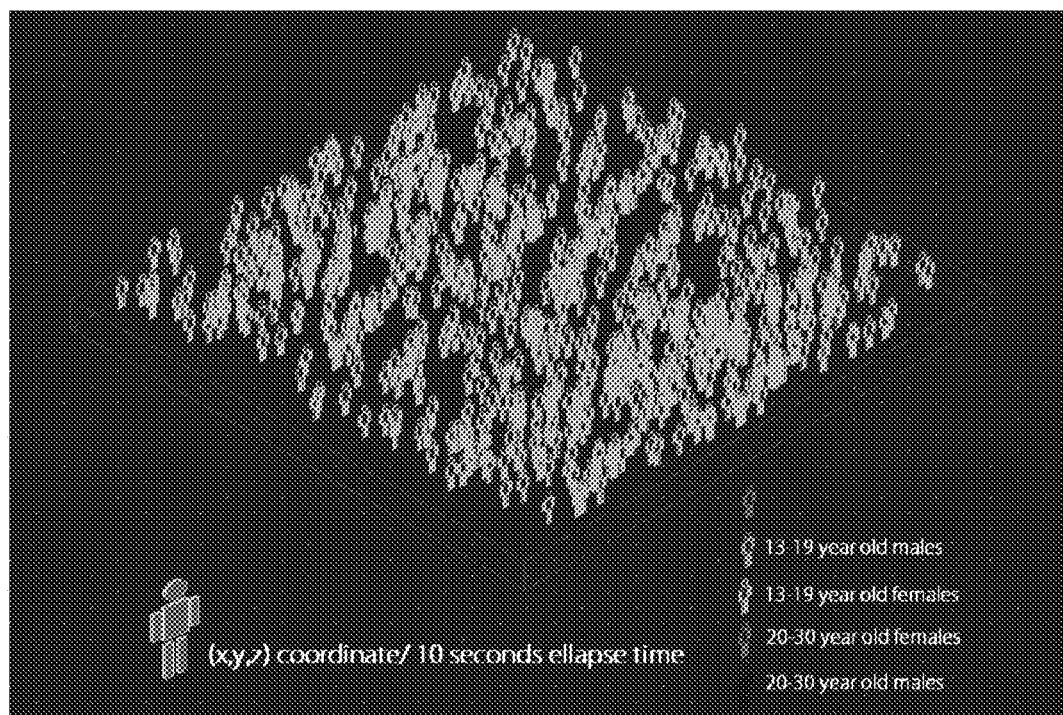 13-19 year old males
13-19 year old females
20-30 year old females
20-30 year old males
(x,y,z) coordinate/ 10 seconds ellapse time